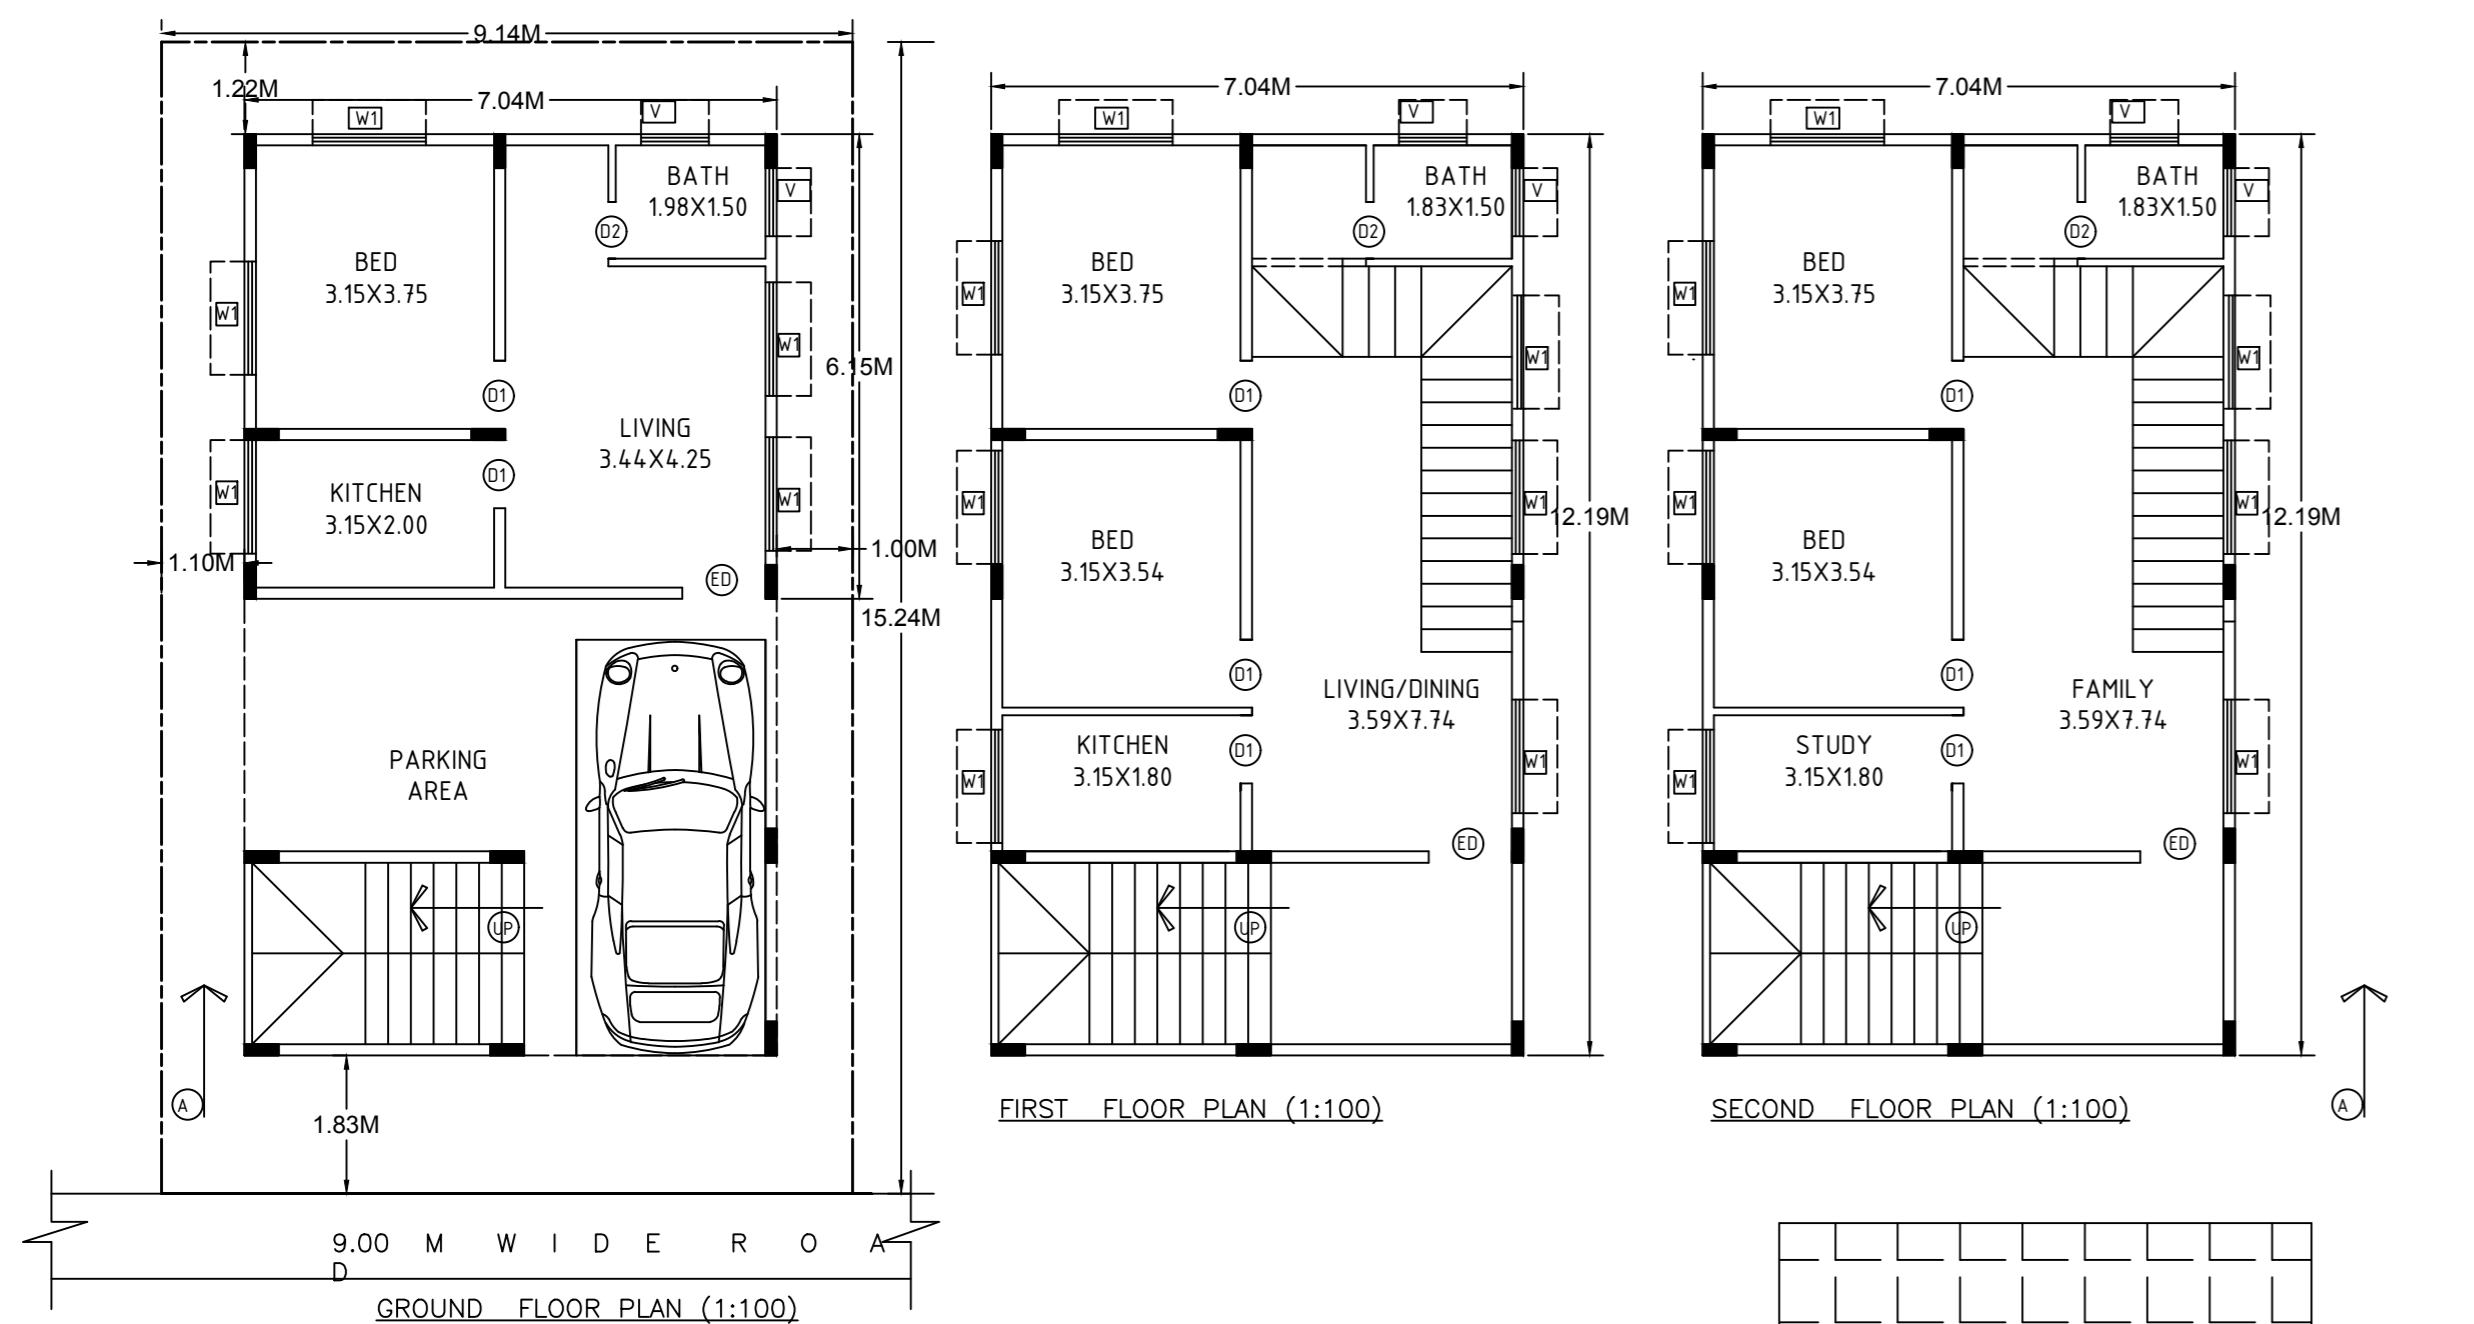 9.14M
1.22M
7.04M
W1
V
BATH
1.98X1.50
V
D2
BED
3.15X3.75
W1
W1
6.15M
D1
LIVING
3.44X4.25
D1
KITCHEN
3.15X2.00
W1
W1
1.10M
1.00M
ED
15.24M
PARKING
AREA
UP
A
1.83M
9.00 M WIDE ROA
D
GROUND FLOOR PLAN (1:100)
7.04M
W1
V
BATH
1.83X1.50
V
D2
BED
3.15X3.75
W1
W1
D1
W1
W1
12.19M
BED
3.15X3.54
D1
LIVING/DINING
3.59X7.74
D1
KITCHEN
3.15X1.80
W1
W1
ED
UP
FIRST FLOOR PLAN (1:100)
7.04M
W1
V
BATH
1.83X1.50
V
D2
BED
3.15X3.75
W1
W1
D1
W1
W1
12.19M
BED
3.15X3.54
D1
FAMILY
3.59X7.74
D1
STUDY
3.15X1.80
W1
W1
ED
UP
A
SECOND FLOOR PLAN (1:100)